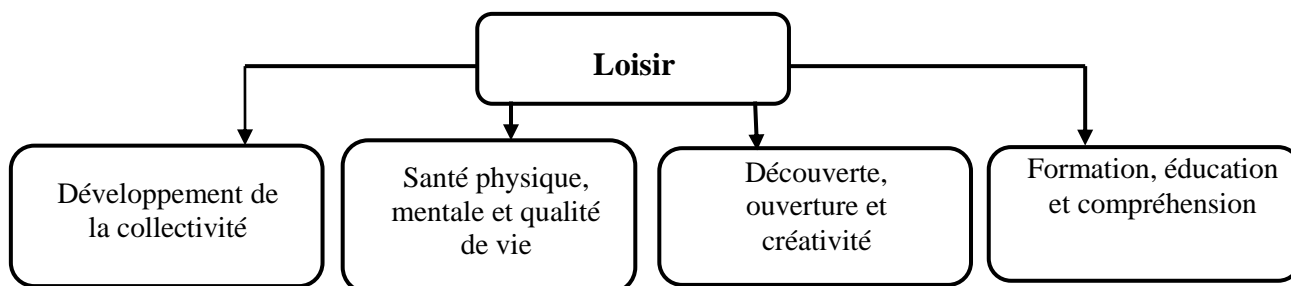 Loisir
Développement de
la collectivité
Santé physique,
mentale et qualité
de vie
Découverte,
ouverture et
créativité
Formation, éducation
et compréhension